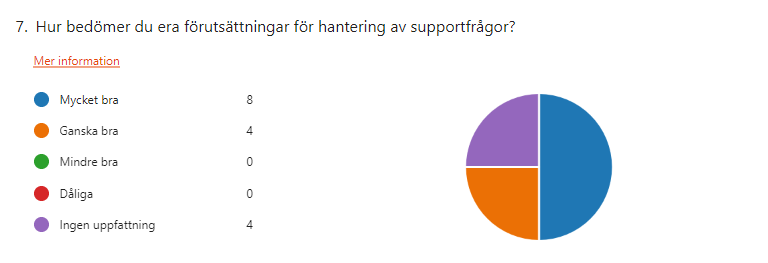 7. Hur bedömer du era förutsättningar för hantering av supportfrågor?
Mer information
Mycket bra 8
Ganska bra 4
Mindre bra 0
Dåliga 0
Ingen uppfattning 4